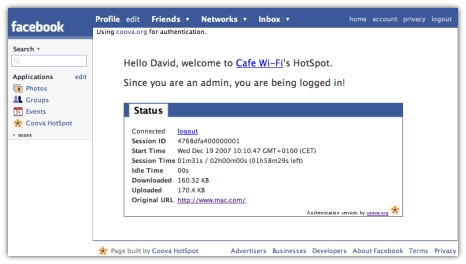 facebook
Profile edit Friends ▾ Networks ▾ Inbox ▾ home account privacy logout
Using coova.org for authentication.
Search ▾
Applications edit
Photos
Groups
Events
Coova HotSpot
▾ more
Hello David, welcome to Cafe Wi-Fi's HotSpot.
Since you are an admin, you are being logged in!
Status
Connected logout
Session ID 4768dfa400000001
Start Time Wed Dec 19 2007 10:10:47 GMT+0100 (CET)
Session Time 01m31s / 02h00m00s (01h58m29s left)
Idle Time 00s
Downloaded 160.32 KB
Uploaded 170.4 KB
Original URL http://www.mac.com/
Authentication services by coova.org
Page built by Coova HotSpot Advertisers Businesses Developers About Facebook Terms Privacy